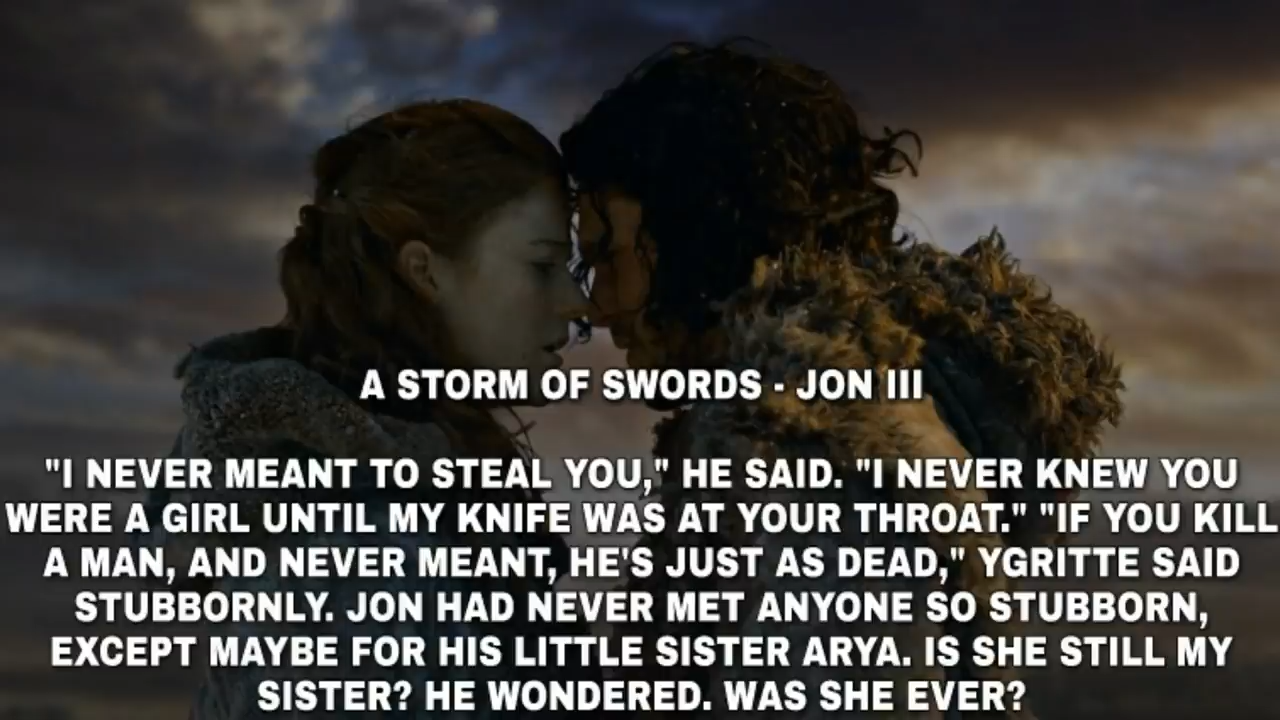 A STORM OF SWORDS - JON III
"I NEVER MEANT TO STEAL YOU," HE SAID. "I NEVER KNEW YOU
WERE A GIRL UNTIL MY KNIFE WAS AT YOUR THROAT." "IF YOU KILL
A MAN, AND NEVER MEANT, HE'S JUST AS DEAD," YGRITTE SAID
STUBBORNLY. JON HAD NEVER MET ANYONE SO STUBBORN,
EXCEPT MAYBE FOR HIS LITTLE SISTER ARYA. IS SHE STILL MY
SISTER? HE WONDERED. WAS SHE EVER?